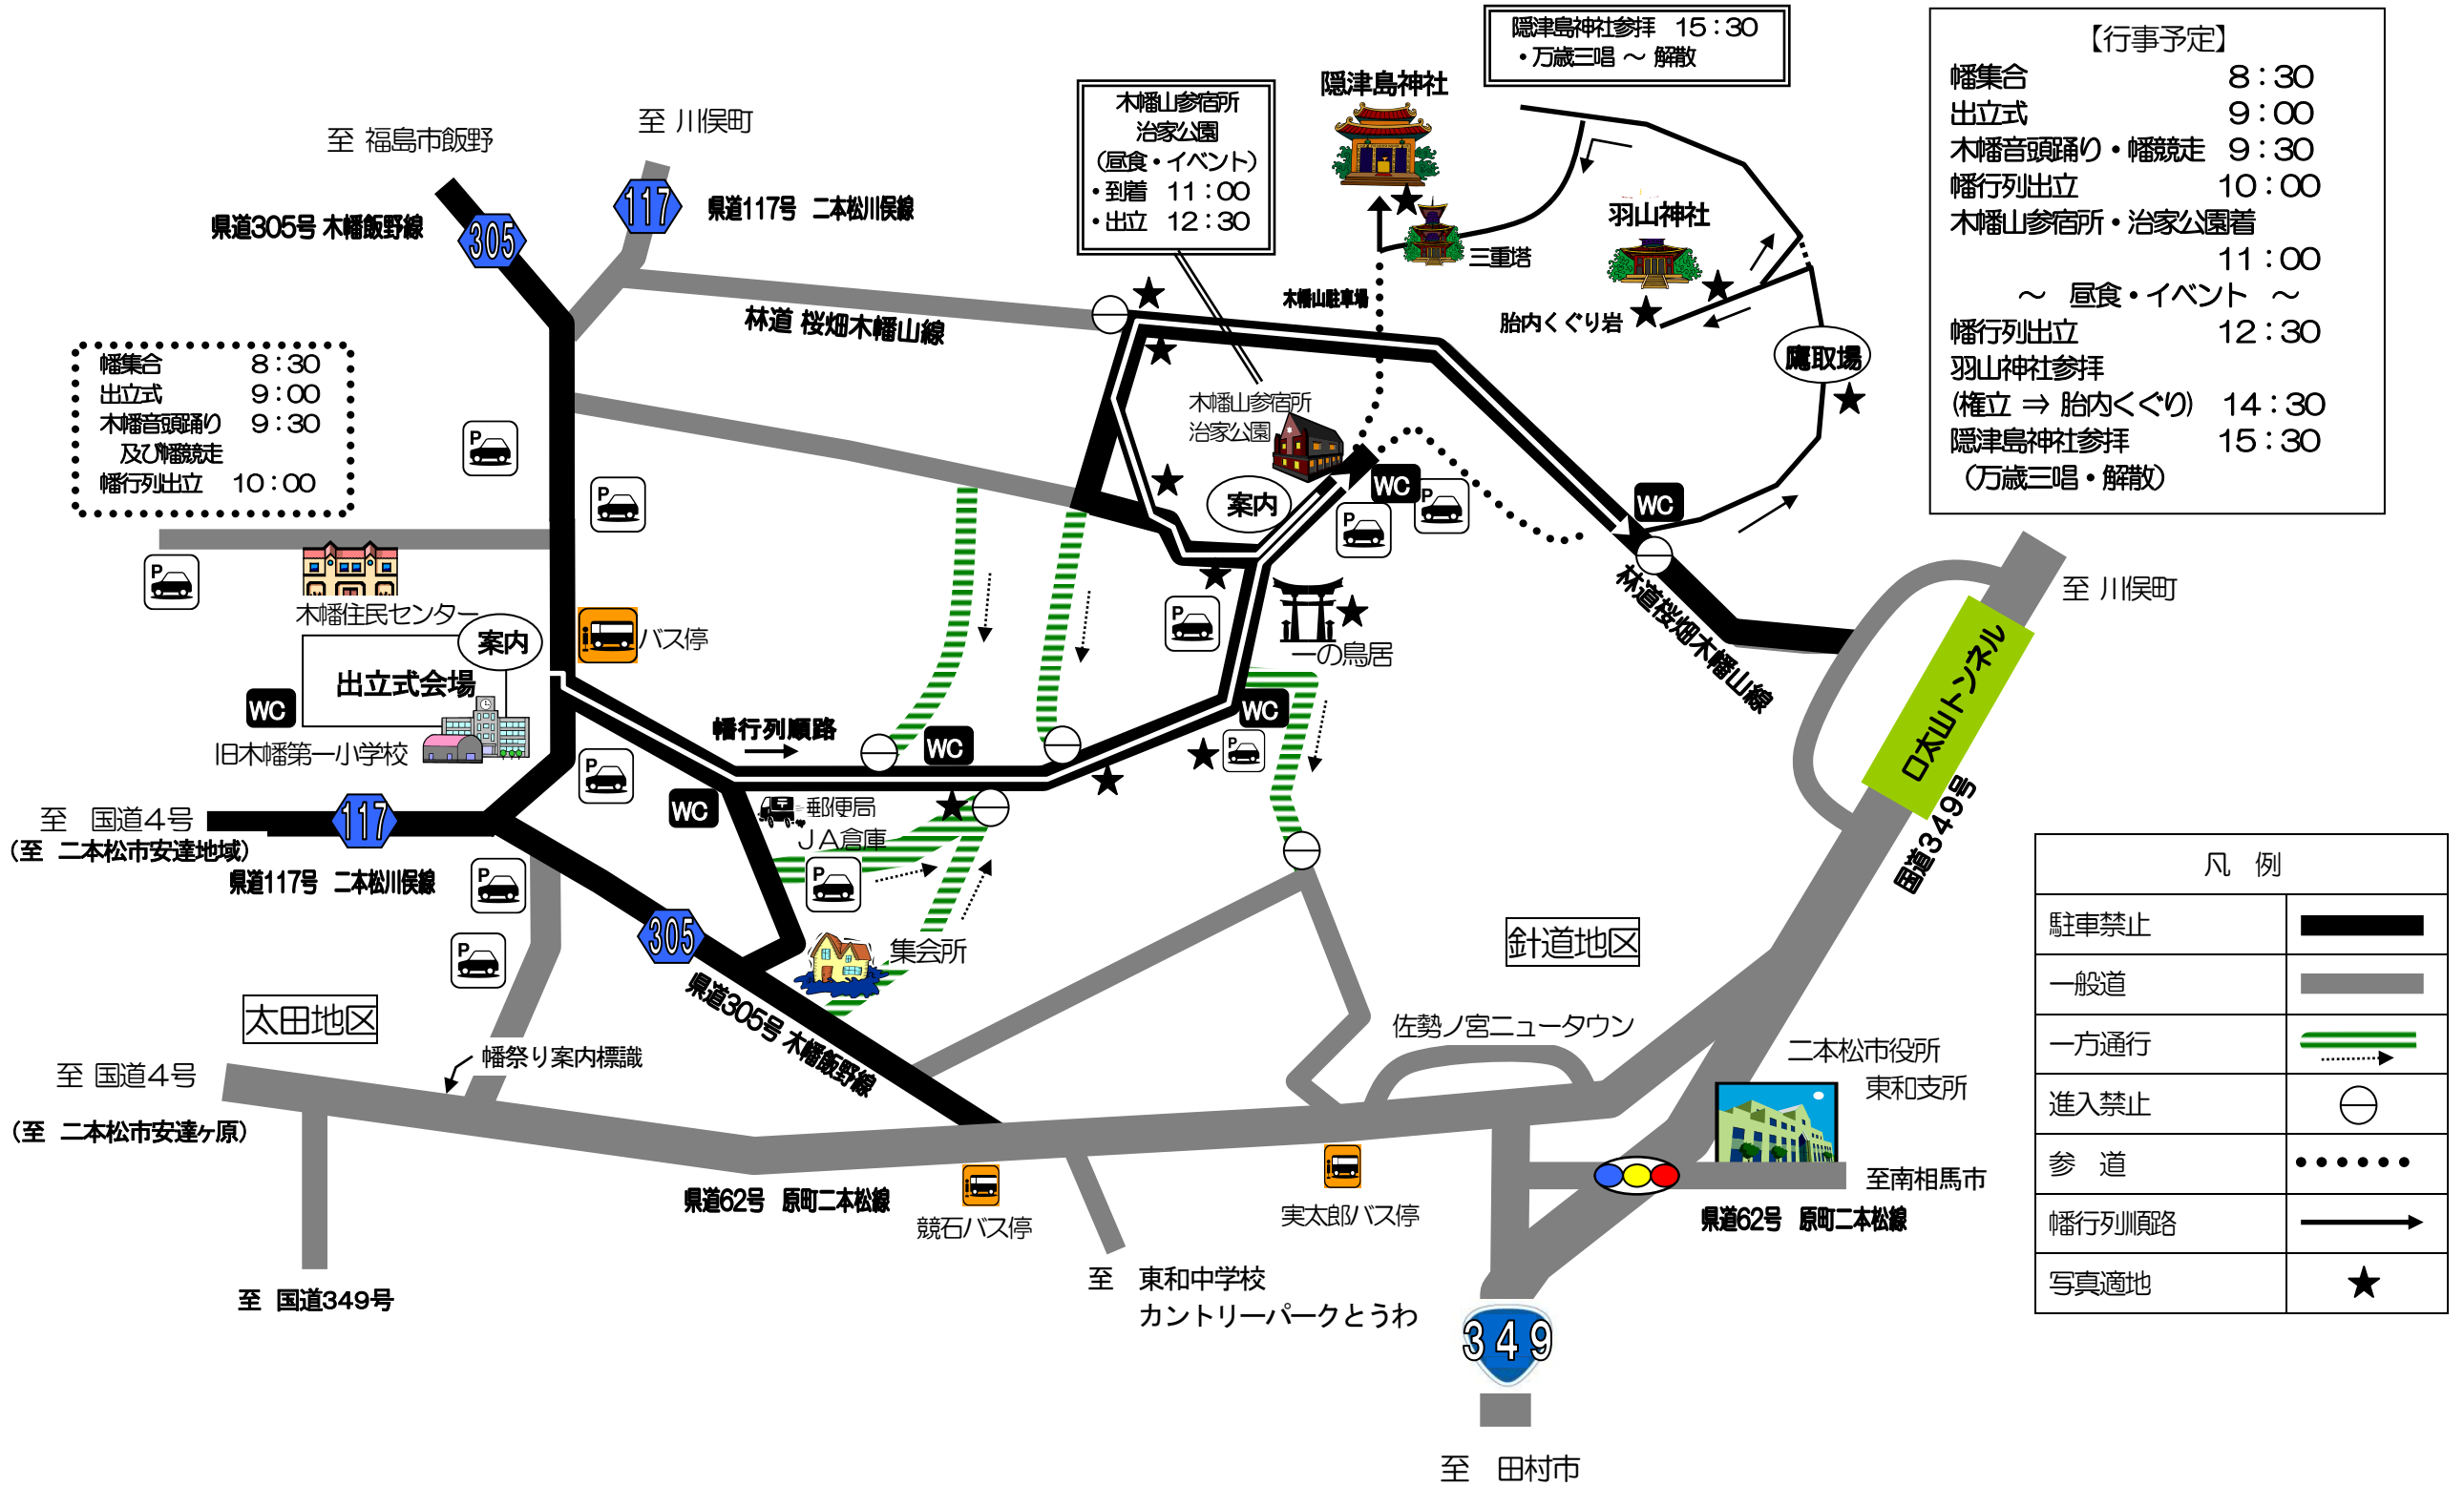 隠津島神社参拝　15：30
・万歳三唱 ～ 解散
【行事予定】
幡集合　8：30
出立式　9：00
木幡音頭踊り・幡競走　9：30
幡行列出立　10：00
木幡山参宿所・治家公園着
11：00
～　昼食・イベント　～
幡行列出立　12：30
羽山神社参拝
(権立 ⇒ 胎内くぐり)　14：30
隠津島神社参拝　15：30
（万歳三唱・解散）
木幡山参宿所
治家公園
（昼食・イベント）
・到着　11：00
・出立　12：30
隠津島神社
至 川俣町
至 福島市飯野
117
県道117号　二本松川俣線
県道305号 木幡飯野線
305
羽山神社
三重塔
木幡山駐車場
胎内くぐり岩
林道 桜畑木幡山線
鷹取場
幡集合　8：30
出立式　9：00
木幡音頭踊り　9：30
及び幡競走
幡行列出立　10：00
木幡山参宿所
治家公園
P
P
案内
WC
P
P
WC
P
木幡住民センター
案内
出立式会場
バス停
P
一の鳥居
林道桜畑木幡山線
至 川俣町
口太山トンネル
国道349号
WC
旧木幡第一小学校
幡行列順路
WC
WC
P
P
WC
郵便局
JA倉庫
P
至　国道4号
（至　二本松市安達地域）
117
県道117号　二本松川俣線
P
P
305
集会所
県道305号 木幡飯野線
針道地区
太田地区
佐勢ノ宮ニュータウン
幡祭り案内標識
至 国道4号
（至　二本松市安達ヶ原）
二本松市役所
東和支所
至南相馬市
県道62号　原町二本松線
県道62号　原町二本松線
競石バス停
実太郎バス停
至　国道349号
至　東和中学校
カントリーパークとうわ
349
至　田村市
凡　例
駐車禁止
一般道
一方通行
進入禁止
参　道
幡行列順路
写真適地